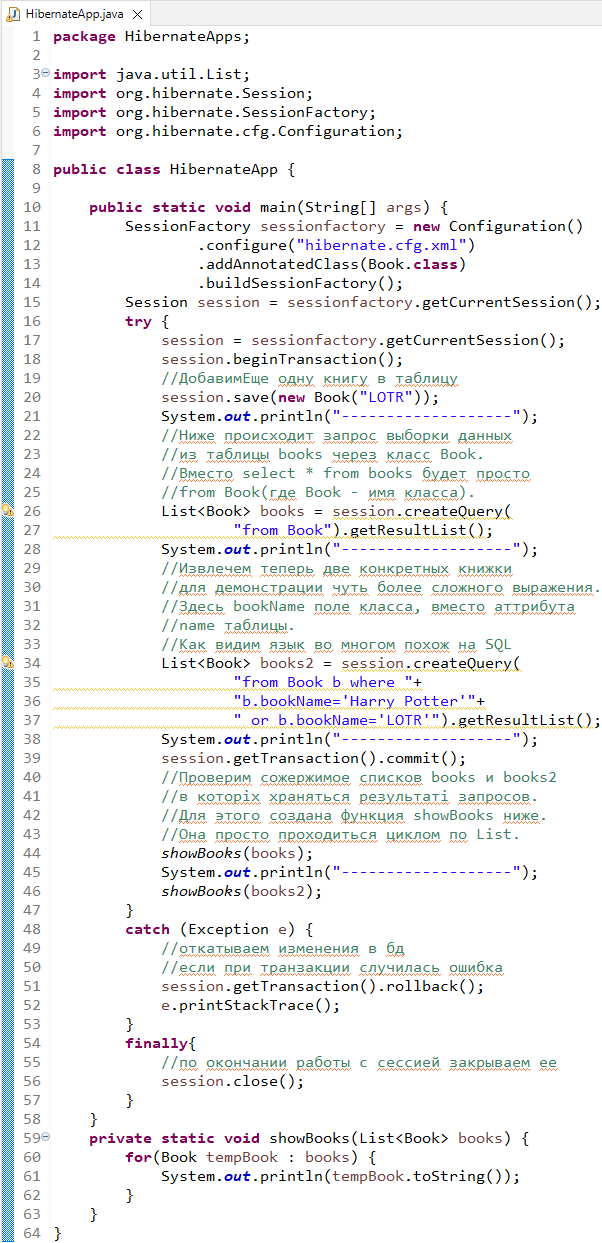 HibernateApp.java
1 package HibernateApps;
2
3 import java.util.List;
4 import org.hibernate.Session;
5 import org.hibernate.SessionFactory;
6 import org.hibernate.cfg.Configuration;
7
8 public class HibernateApp {
9
10     public static void main(String[] args) {
11         SessionFactory sessionfactory = new Configuration()
12                 .configure("hibernate.cfg.xml")
13                 .addAnnotatedClass(Book.class)
14                 .buildSessionFactory();
15         Session session = sessionfactory.getCurrentSession();
16         try {
17             session = sessionfactory.getCurrentSession();
18             session.beginTransaction();
19             //ДобавимЕще одну книгу в таблицу
20             session.save(new Book("LOTR"));
21             System.out.println("-------------------");
22             //Ниже происходит запрос выборки данных
23             //из таблицы books через класс Book.
24             //Вместо select * from books будет просто
25             //from Book(где Book - имя класса).
26             List<Book> books = session.createQuery(
27                     "from Book").getResultList();
28             System.out.println("-------------------");
29             //Извлечем теперь две конкретных книжки
30             //для демонстрации чуть более сложного выражения.
31             //Здесь bookName поле класса, вместо аттрибута
32             //name таблицы.
33             //Как видим язык во многом похож на SQL
34             List<Book> books2 = session.createQuery(
35                     "from Book b where "+
36                     "b.bookName='Harry Potter'"+
37                     " or b.bookName='LOTR'").getResultList();
38             System.out.println("-------------------");
39             session.getTransaction().commit();
40             //Проверим сожержимое списков books и books2
41             //в которіх храняться результаті запросов.
42             //Для этого создана функция showBooks ниже.
43             //Она просто проходиться циклом по List.
44             showBooks(books);
45             System.out.println("-------------------");
46             showBooks(books2);
47         }
48         catch (Exception e) {
49             //откатываем изменения в бд
50             //если при транзакции случилась ошибка
51             session.getTransaction().rollback();
52             e.printStackTrace();
53         }
54         finally{
55             //по окончании работы с сессией закрываем ее
56             session.close();
57         }
58     }
59     private static void showBooks(List<Book> books) {
60         for(Book tempBook : books) {
61             System.out.println(tempBook.toString());
62         }
63     }
64 }